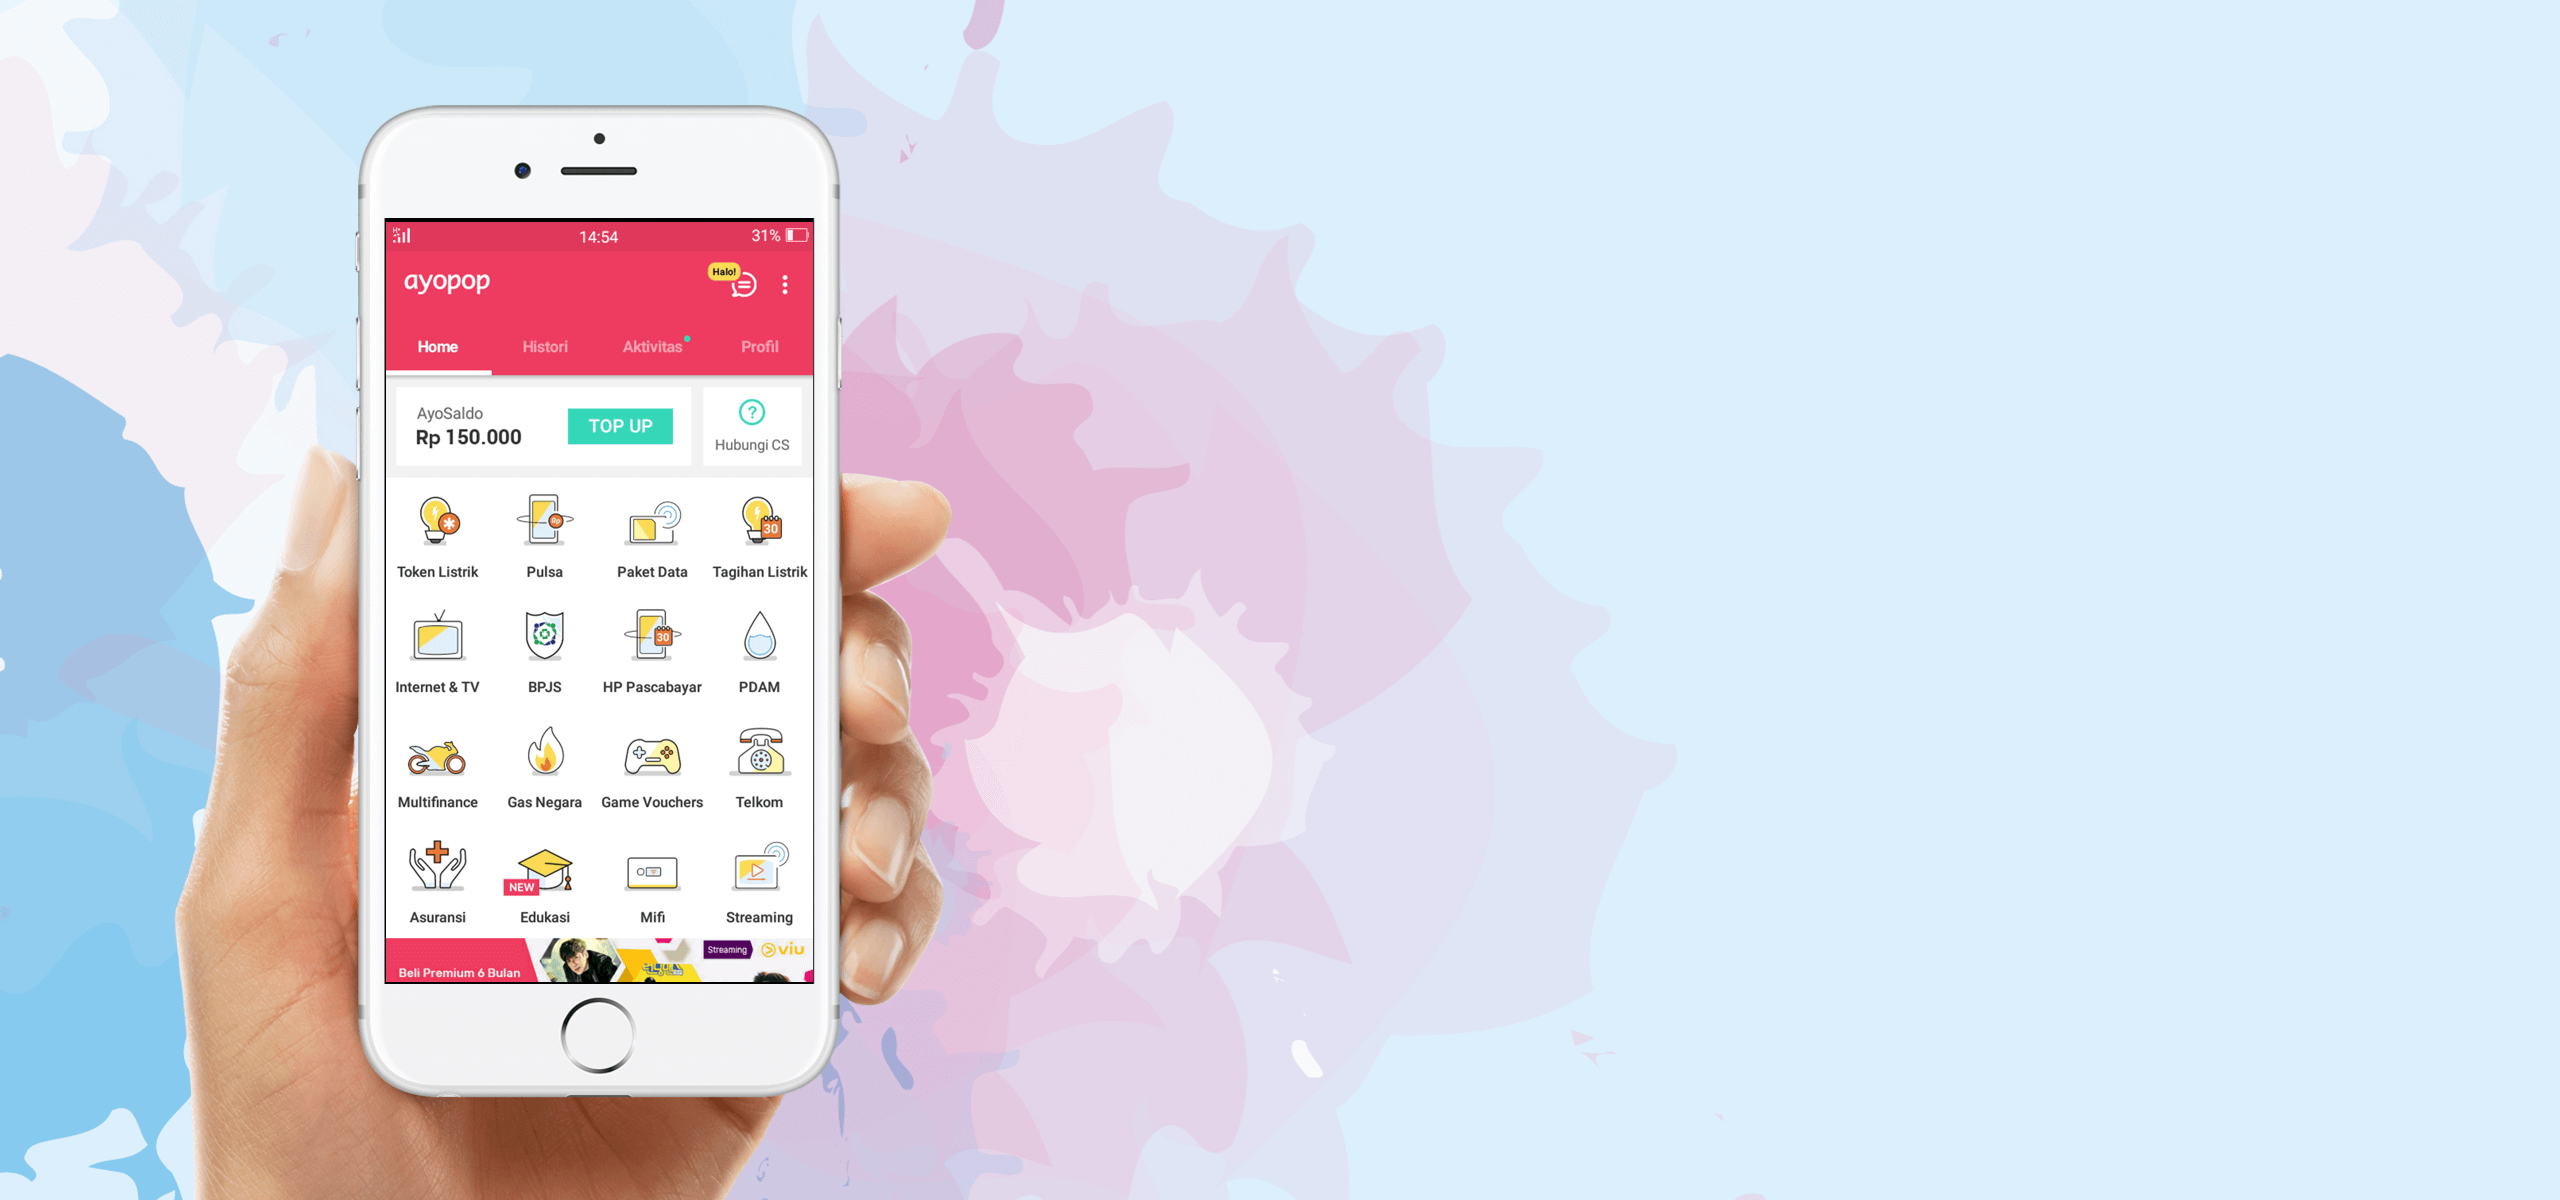 14:54 31%
ayopop Halo!
Home Histori Aktivitas Profil
AyoSaldo
Rp 150.000
TOP UP
?
Hubungi CS
Rp 30
Token Listrik Pulsa Paket Data Tagihan Listrik
30
Internet & TV BPJS HP Pascabayar PDAM
Multifinance Gas Negara Game Vouchers Telkom
NEW
Asuransi Edukasi Mifi Streaming
Streaming viu
Beli Premium 6 Bulan